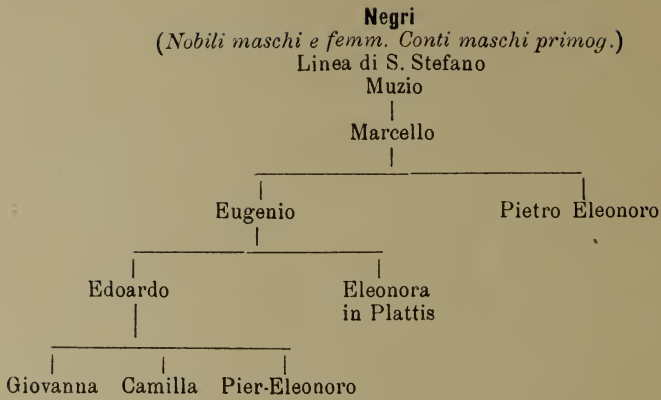 Negri
(Nobili maschi e femm. Conti maschi primog.)
Linea di S. Stefano
Muzio
Marcello
Eugenio Pietro Eleonoro
Edoardo Eleonora
in Plattis
Giovanna Camilla Pier-Eleonoro